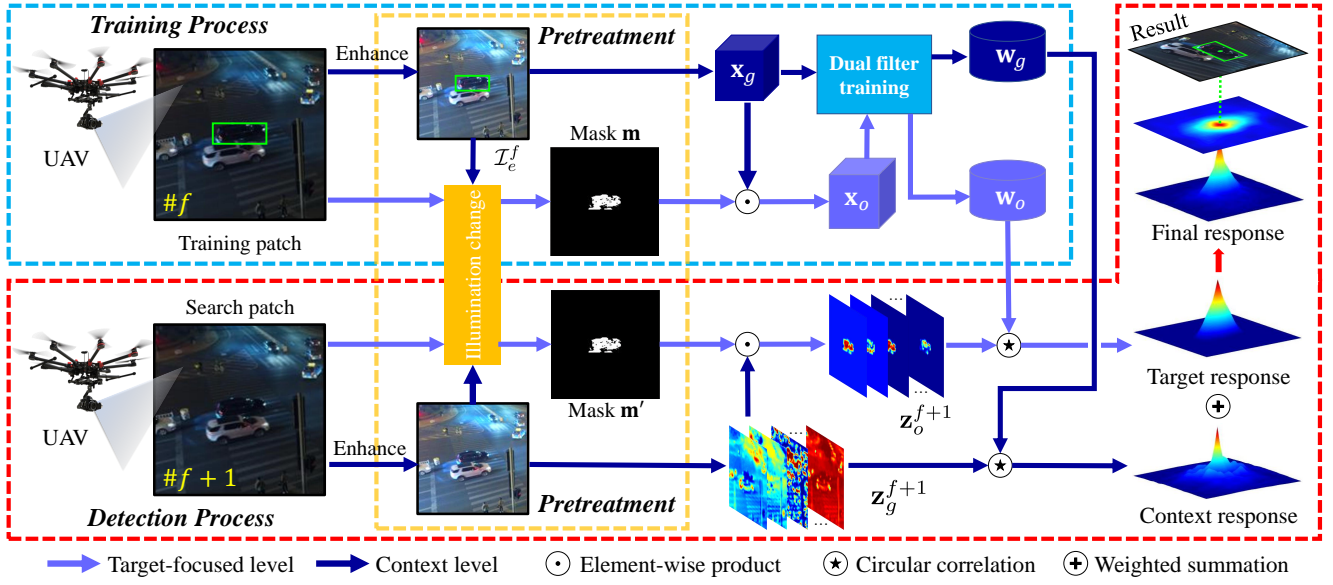 Training Process
Enhance
Pretreatment
UAV
#f
Training patch
𝓘_e^f
Mask m
Illumination change
x_g
Dual filter
training
w_g
x_o
w_o
Result
Final response
Search patch
UAV
#f + 1
Enhance
Detection Process
Mask m′
Pretreatment
...
...
z_o^{f+1}
...
...
z_g^{f+1}
Target response
Context response
Target-focused level
Context level
Element-wise product
Circular correlation
Weighted summation